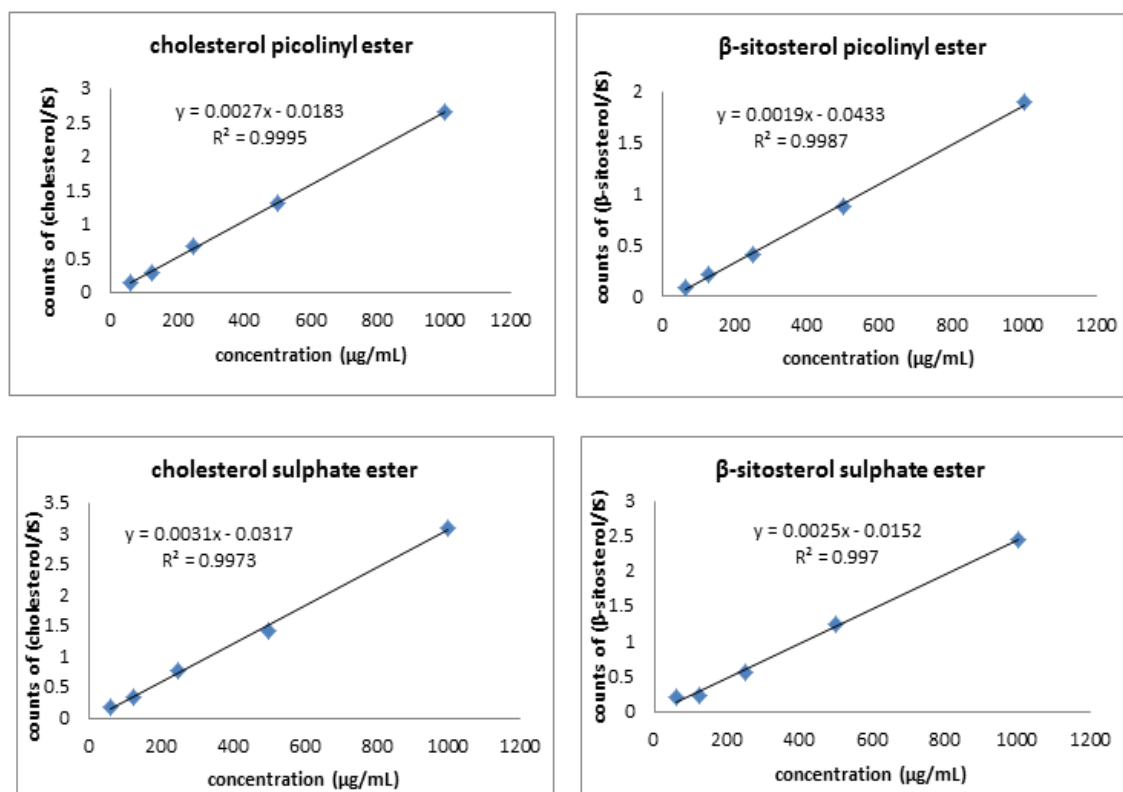 cholesterol picolinyl ester
counts of (cholesterol/IS)
3
2.5
2
1.5
1
0.5
0
y = 0.0027x - 0.0183
R² = 0.9995
0 200 400 600 800 1000 1200
concentration (µg/mL)
β-sitosterol picolinyl ester
counts of (β-sitosterol/IS)
2
1
0.5
0
y = 0.0019x - 0.0433
R² = 0.9987
0 200 400 600 800 1000 1200
concentration (µg/mL)
cholesterol sulphate ester
counts of (cholesterol/IS)
3.5
3
2.5
2
1.5
1
0.5
0
y = 0.0031x - 0.0317
R² = 0.9973
0 200 400 600 800 1000 1200
concentration (µg/mL)
β-sitosterol sulphate ester
counts of (β-sitosterol/IS)
3
2.5
2
1.5
1
0.5
0
y = 0.0025x - 0.0152
R² = 0.997
0 200 400 600 800 1000 1200
concentration (µg/mL)